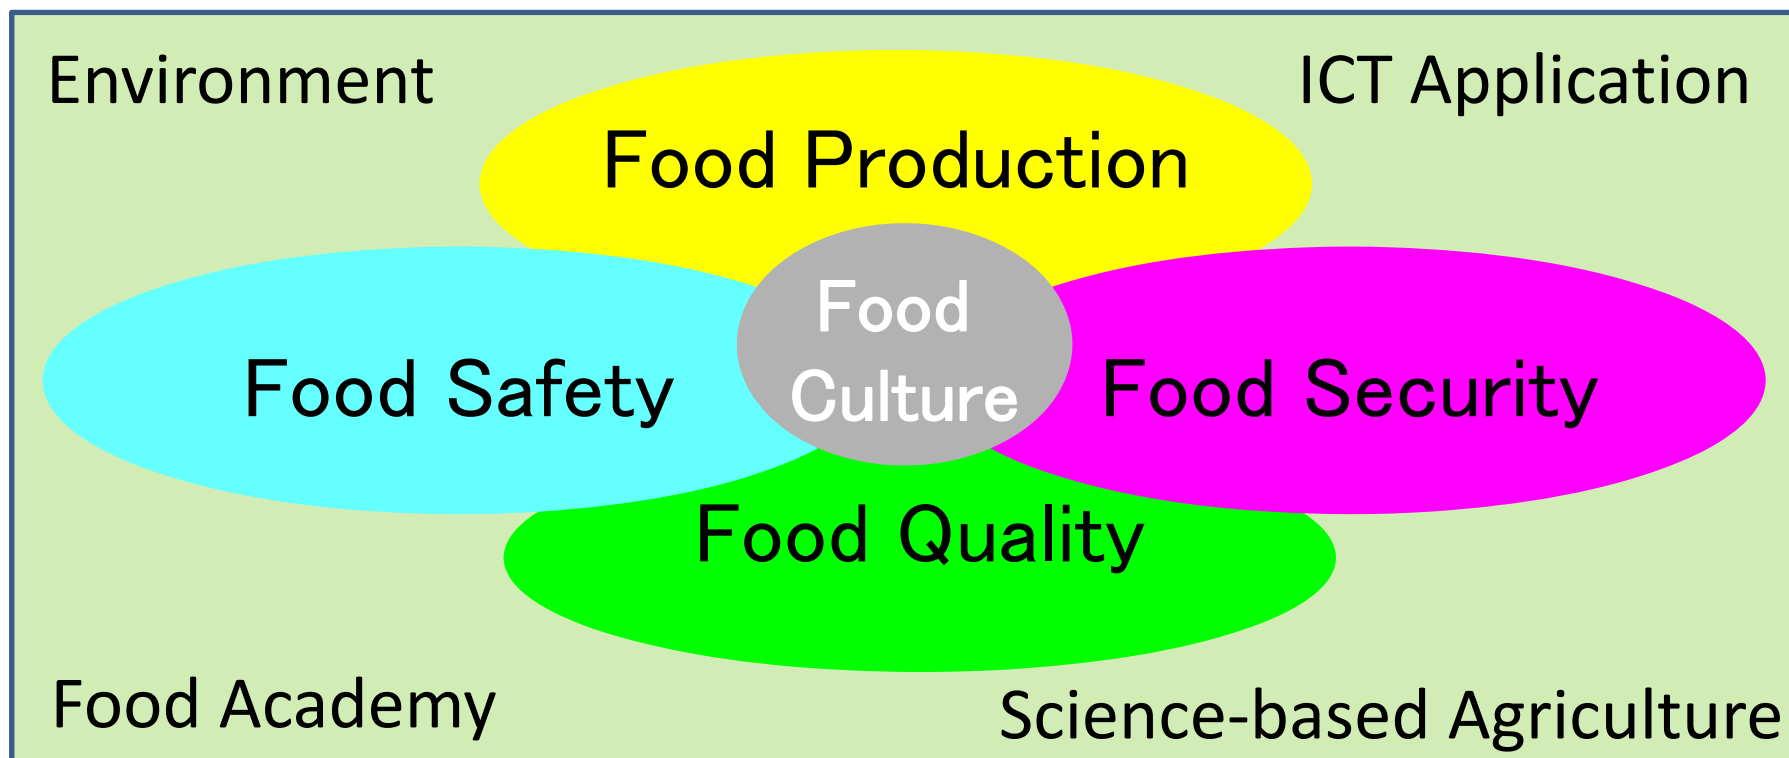 Environment
ICT Application
Food Production
Food
Culture
Food Safety
Food Security
Food Quality
Food Academy
Science-based Agriculture